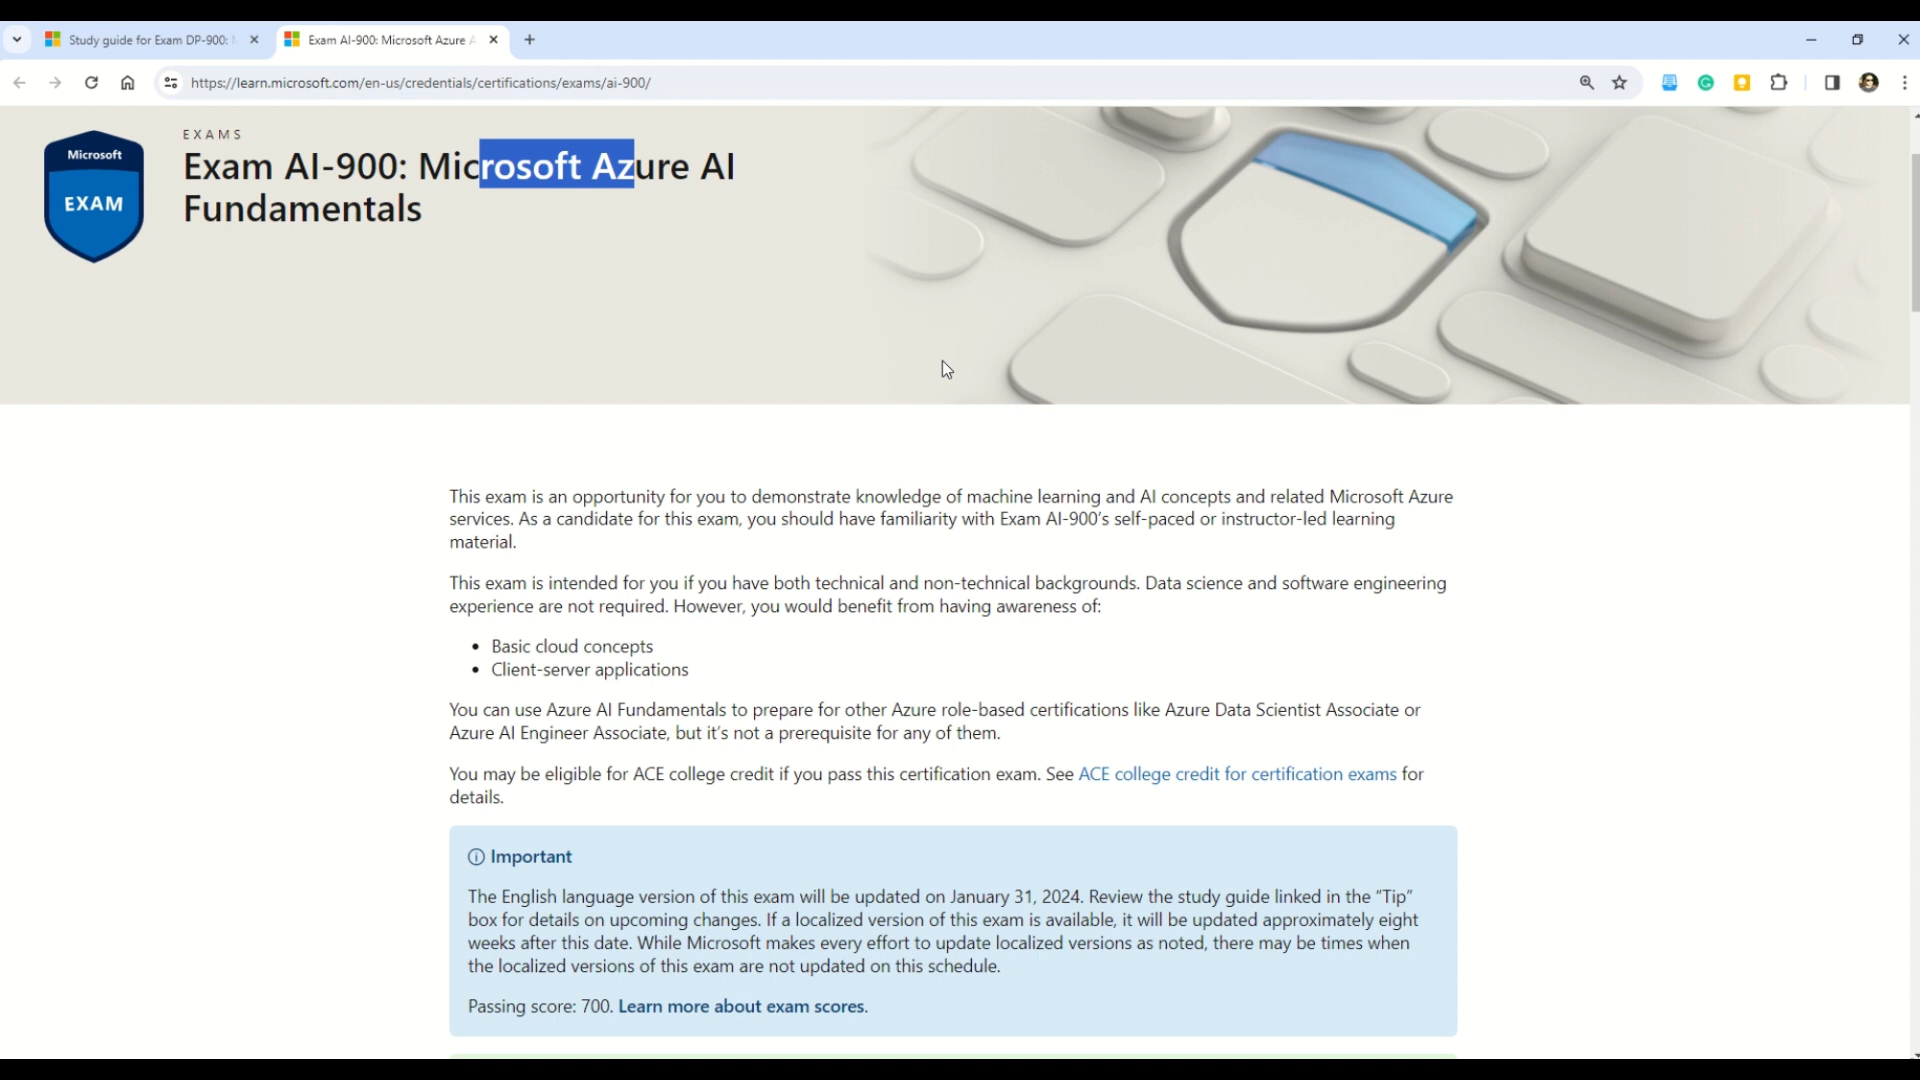 Study guide for Exam DP-900:
Exam AI-900: Microsoft Azure
https://learn.microsoft.com/en-us/credentials/certifications/exams/ai-900/
Microsoft
EXAM
EXAMS
Exam AI-900: Microsoft Azure AI
Fundamentals
This exam is an opportunity for you to demonstrate knowledge of machine learning and AI concepts and related Microsoft Azure
services. As a candidate for this exam, you should have familiarity with Exam AI-900’s self-paced or instructor-led learning
material.
This exam is intended for you if you have both technical and non-technical backgrounds. Data science and software engineering
experience are not required. However, you would benefit from having awareness of:
• Basic cloud concepts
• Client-server applications
You can use Azure AI Fundamentals to prepare for other Azure role-based certifications like Azure Data Scientist Associate or
Azure AI Engineer Associate, but it’s not a prerequisite for any of them.
You may be eligible for ACE college credit if you pass this certification exam. See ACE college credit for certification exams for
details.
Important
The English language version of this exam will be updated on January 31, 2024. Review the study guide linked in the “Tip”
box for details on upcoming changes. If a localized version of this exam is available, it will be updated approximately eight
weeks after this date. While Microsoft makes every effort to update localized versions as noted, there may be times when
the localized versions of this exam are not updated on this schedule.
Passing score: 700. Learn more about exam scores.